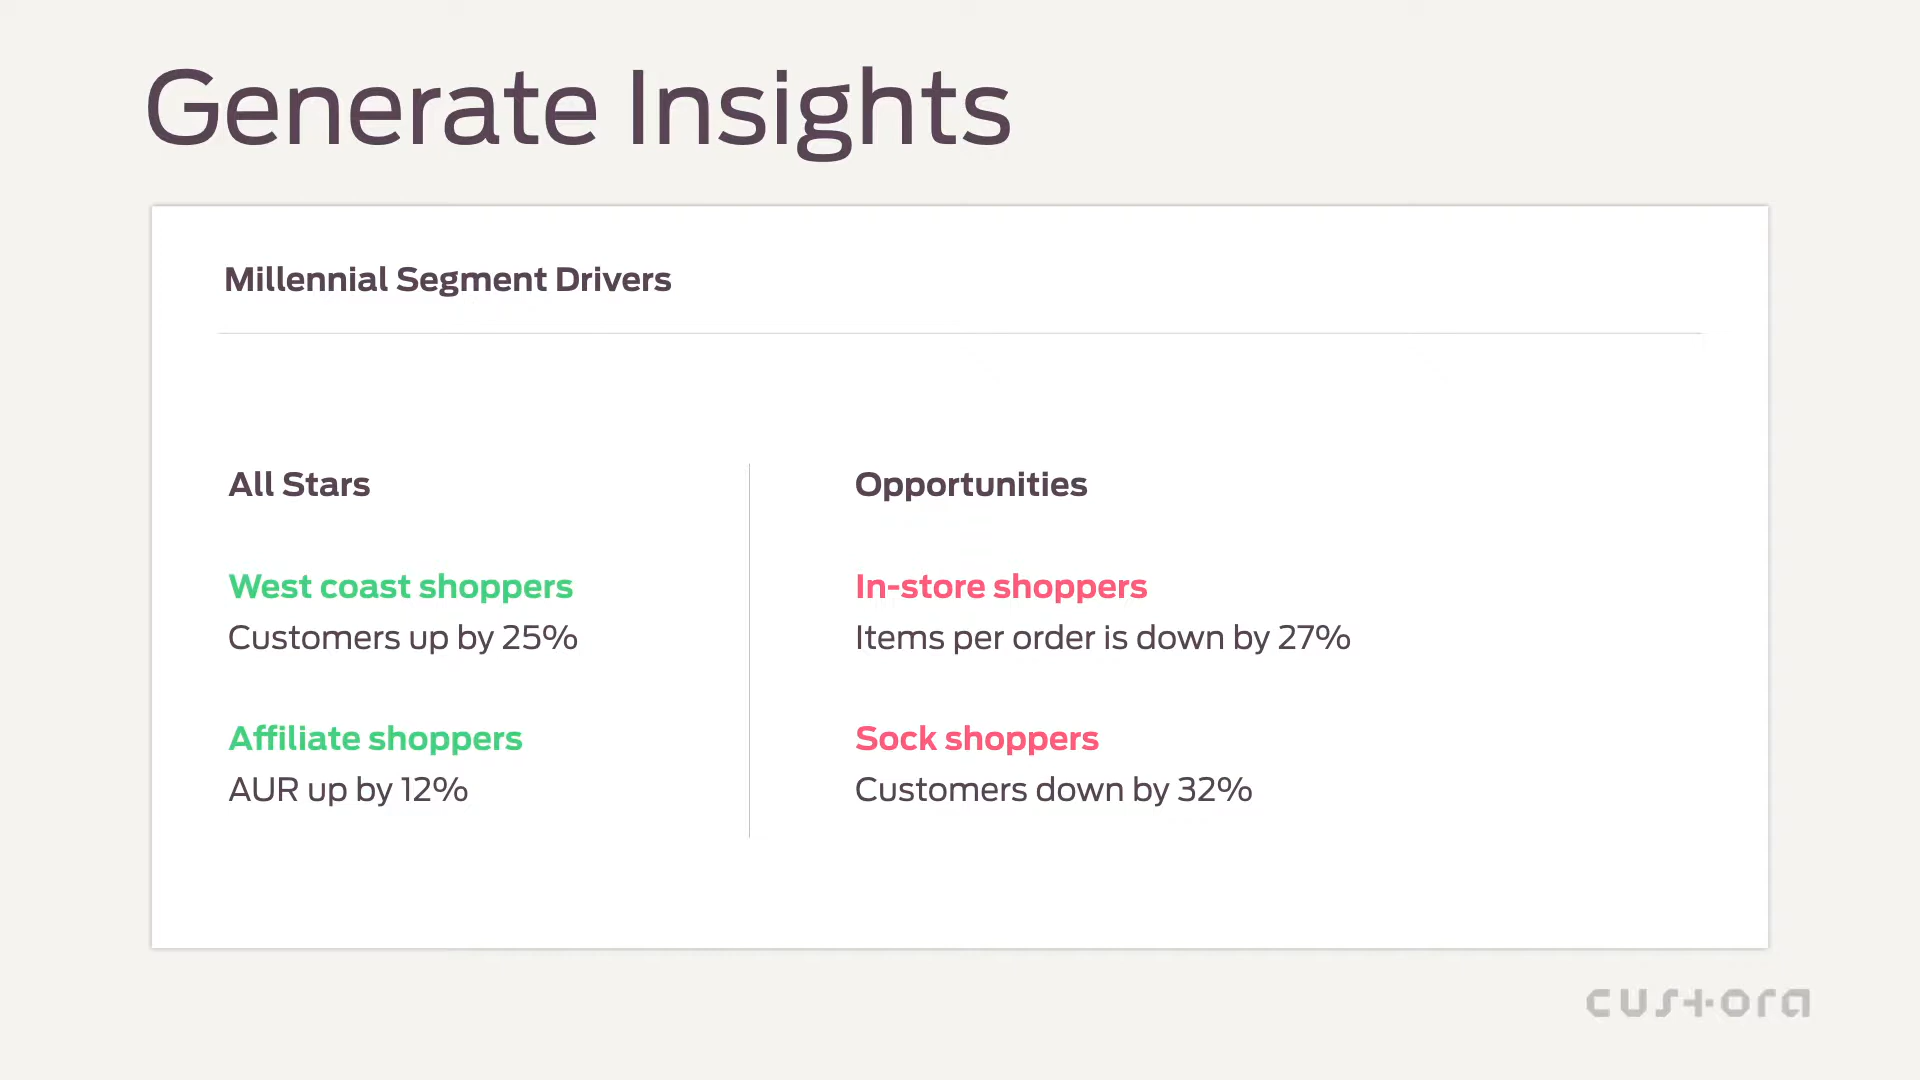 Generate Insights
Millennial Segment Drivers
All Stars
West coast shoppers
Customers up by 25%
Affiliate shoppers
AUR up by 12%
Opportunities
In-store shoppers
Items per order is down by 27%
Sock shoppers
Customers down by 32%
custora